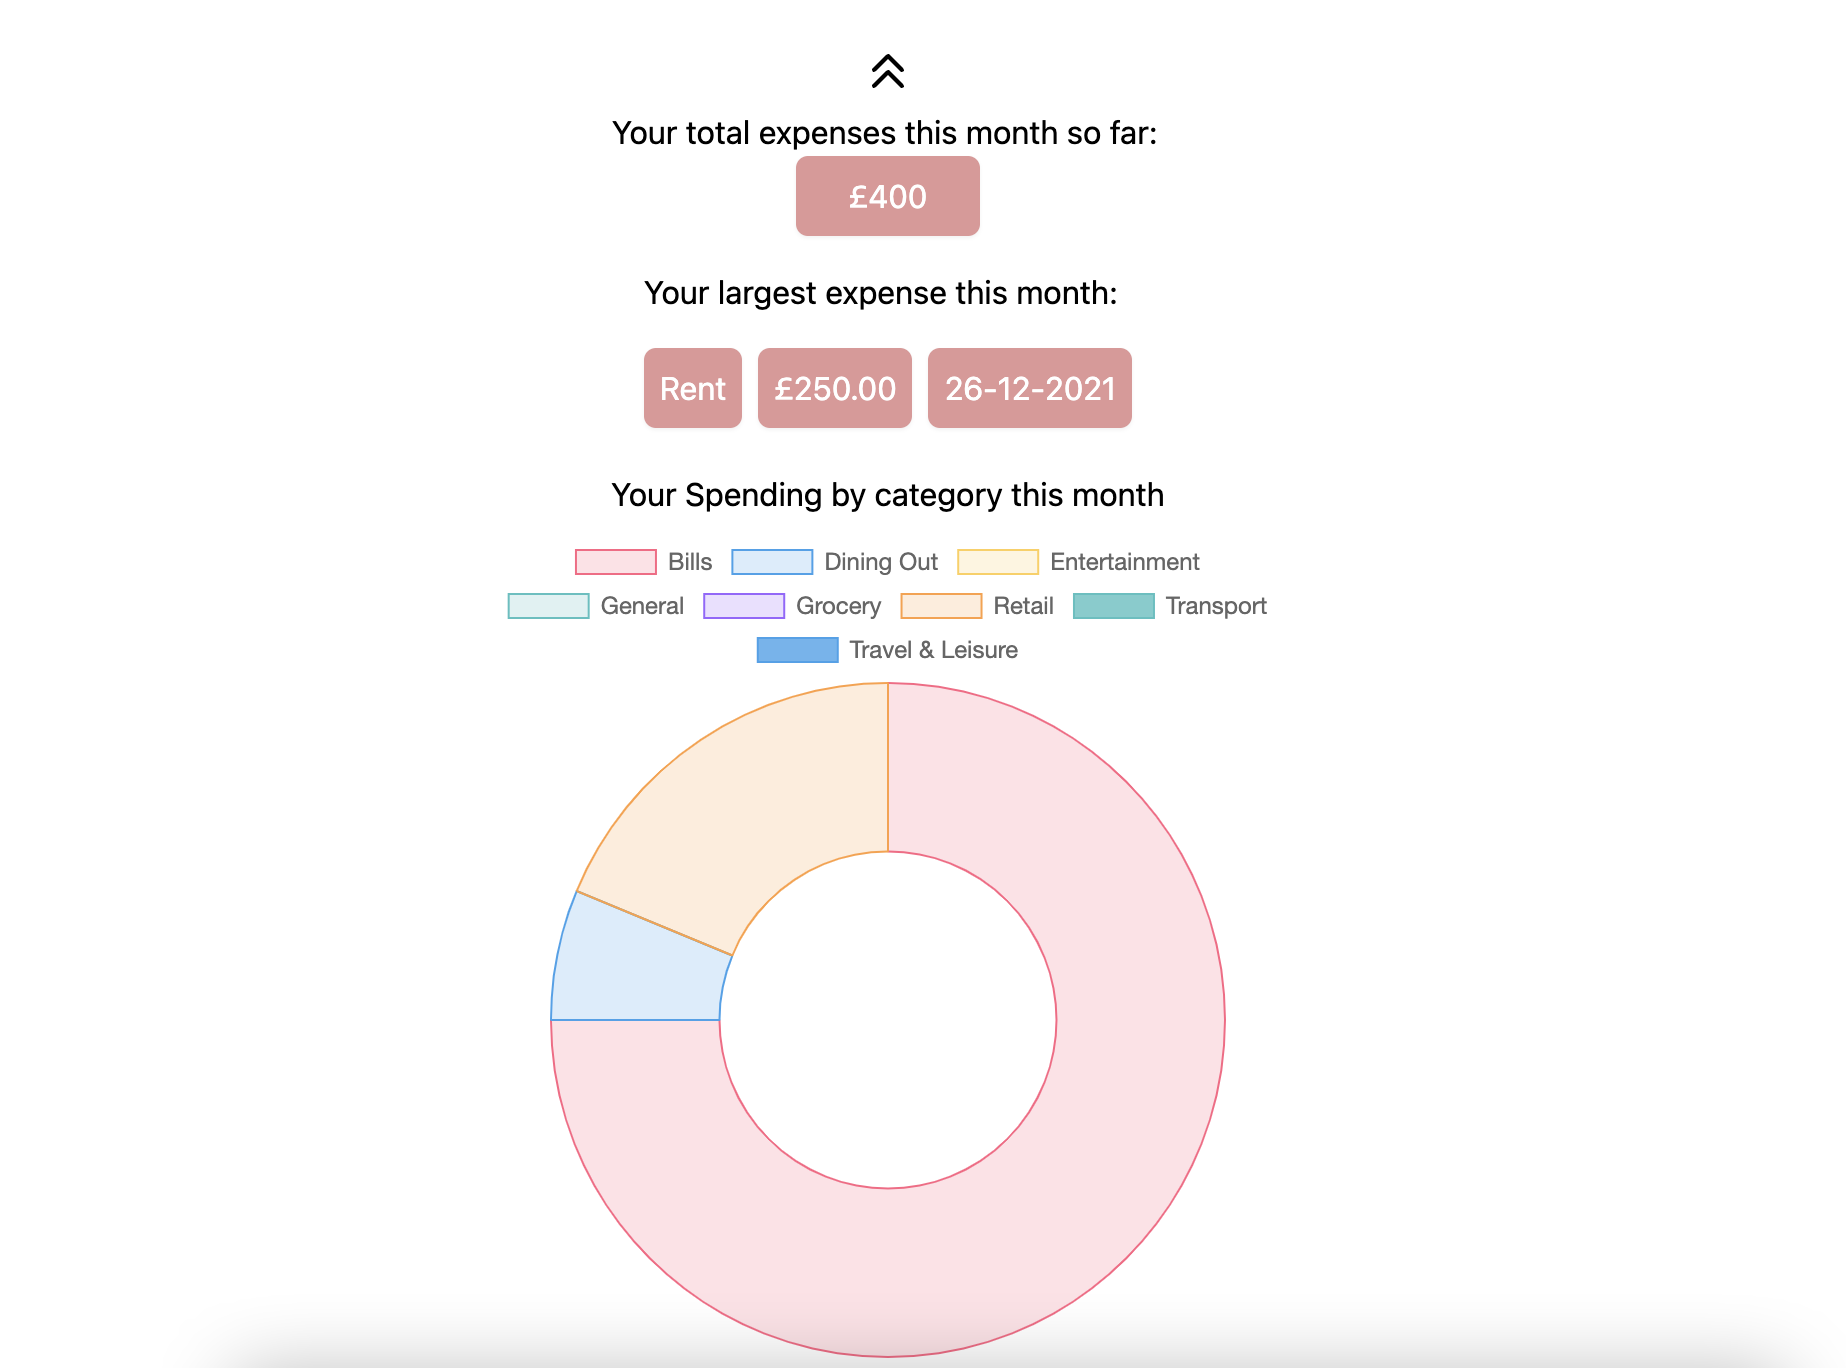 Your total expenses this month so far:
£400
Your largest expense this month:
Rent £250.00 26-12-2021
Your Spending by category this month
Bills Dining Out Entertainment
General Grocery Retail Transport
Travel & Leisure